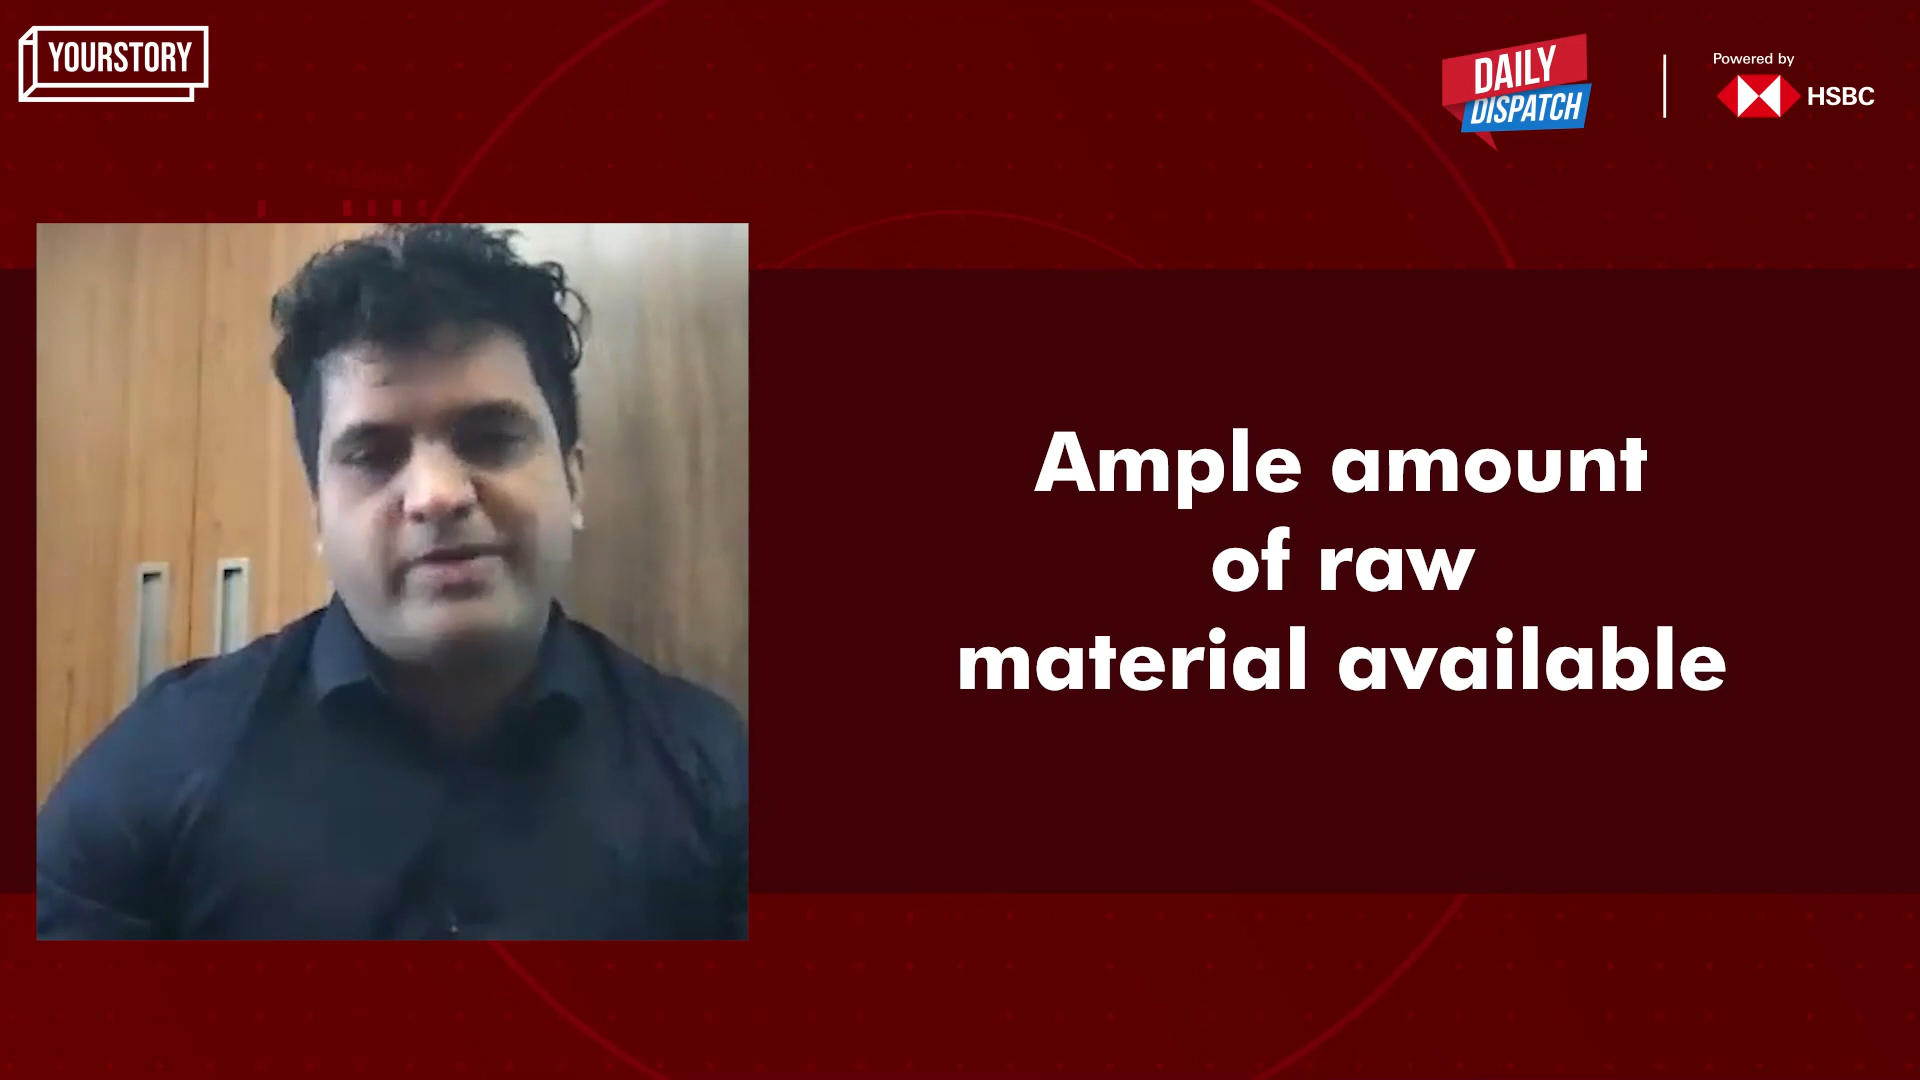 YOURSTORY
DAILY
DISPATCH
Powered by
HSBC
Ample amount
of raw
material available